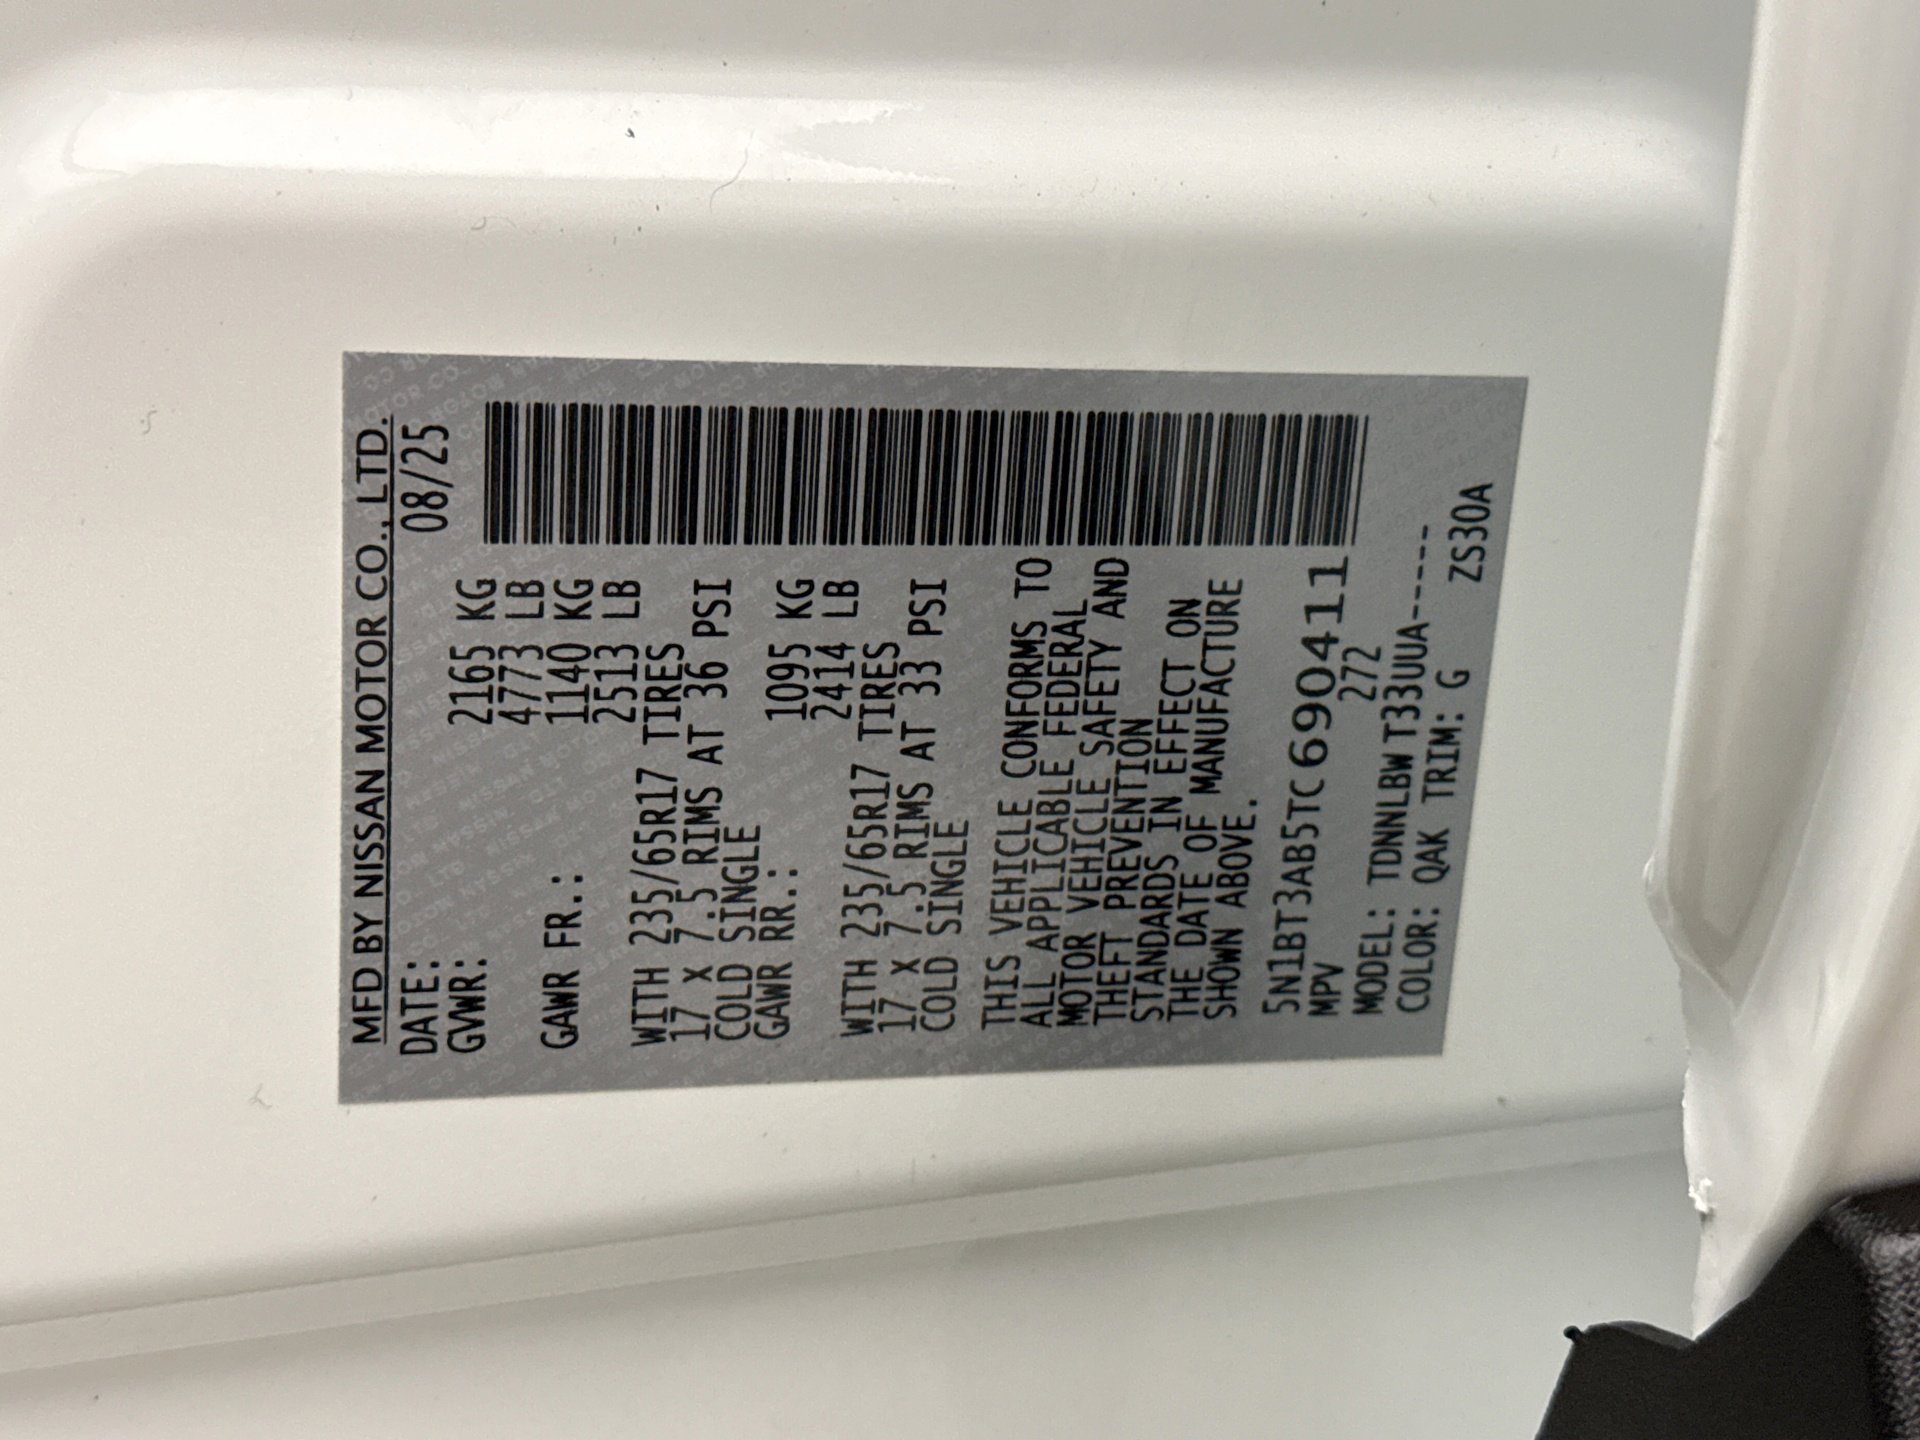 MFD BY NISSAN MOTOR CO., LTD.
DATE: 08/25
GVWR: 2165 KG
4773 LB
GAWR FR.: 1140 KG
2513 LB
WITH 235/65R17 TIRES
17 X 7.5 RIMS AT 36 PSI
COLD SINGLE
GAWR RR.: 1095 KG
2414 LB
WITH 235/65R17 TIRES
17 X 7.5 RIMS AT 33 PSI
COLD SINGLE
THIS VEHICLE CONFORMS TO
ALL APPLICABLE FEDERAL
MOTOR VEHICLE SAFETY AND
THEFT PREVENTION
STANDARDS IN EFFECT ON
THE DATE OF MANUFACTURE
SHOWN ABOVE.
5N1BT3AB5TC690411
MPV 272
MODEL: TDNNLBW T33UUA-----
COLOR: QAK TRIM: G ZS30A